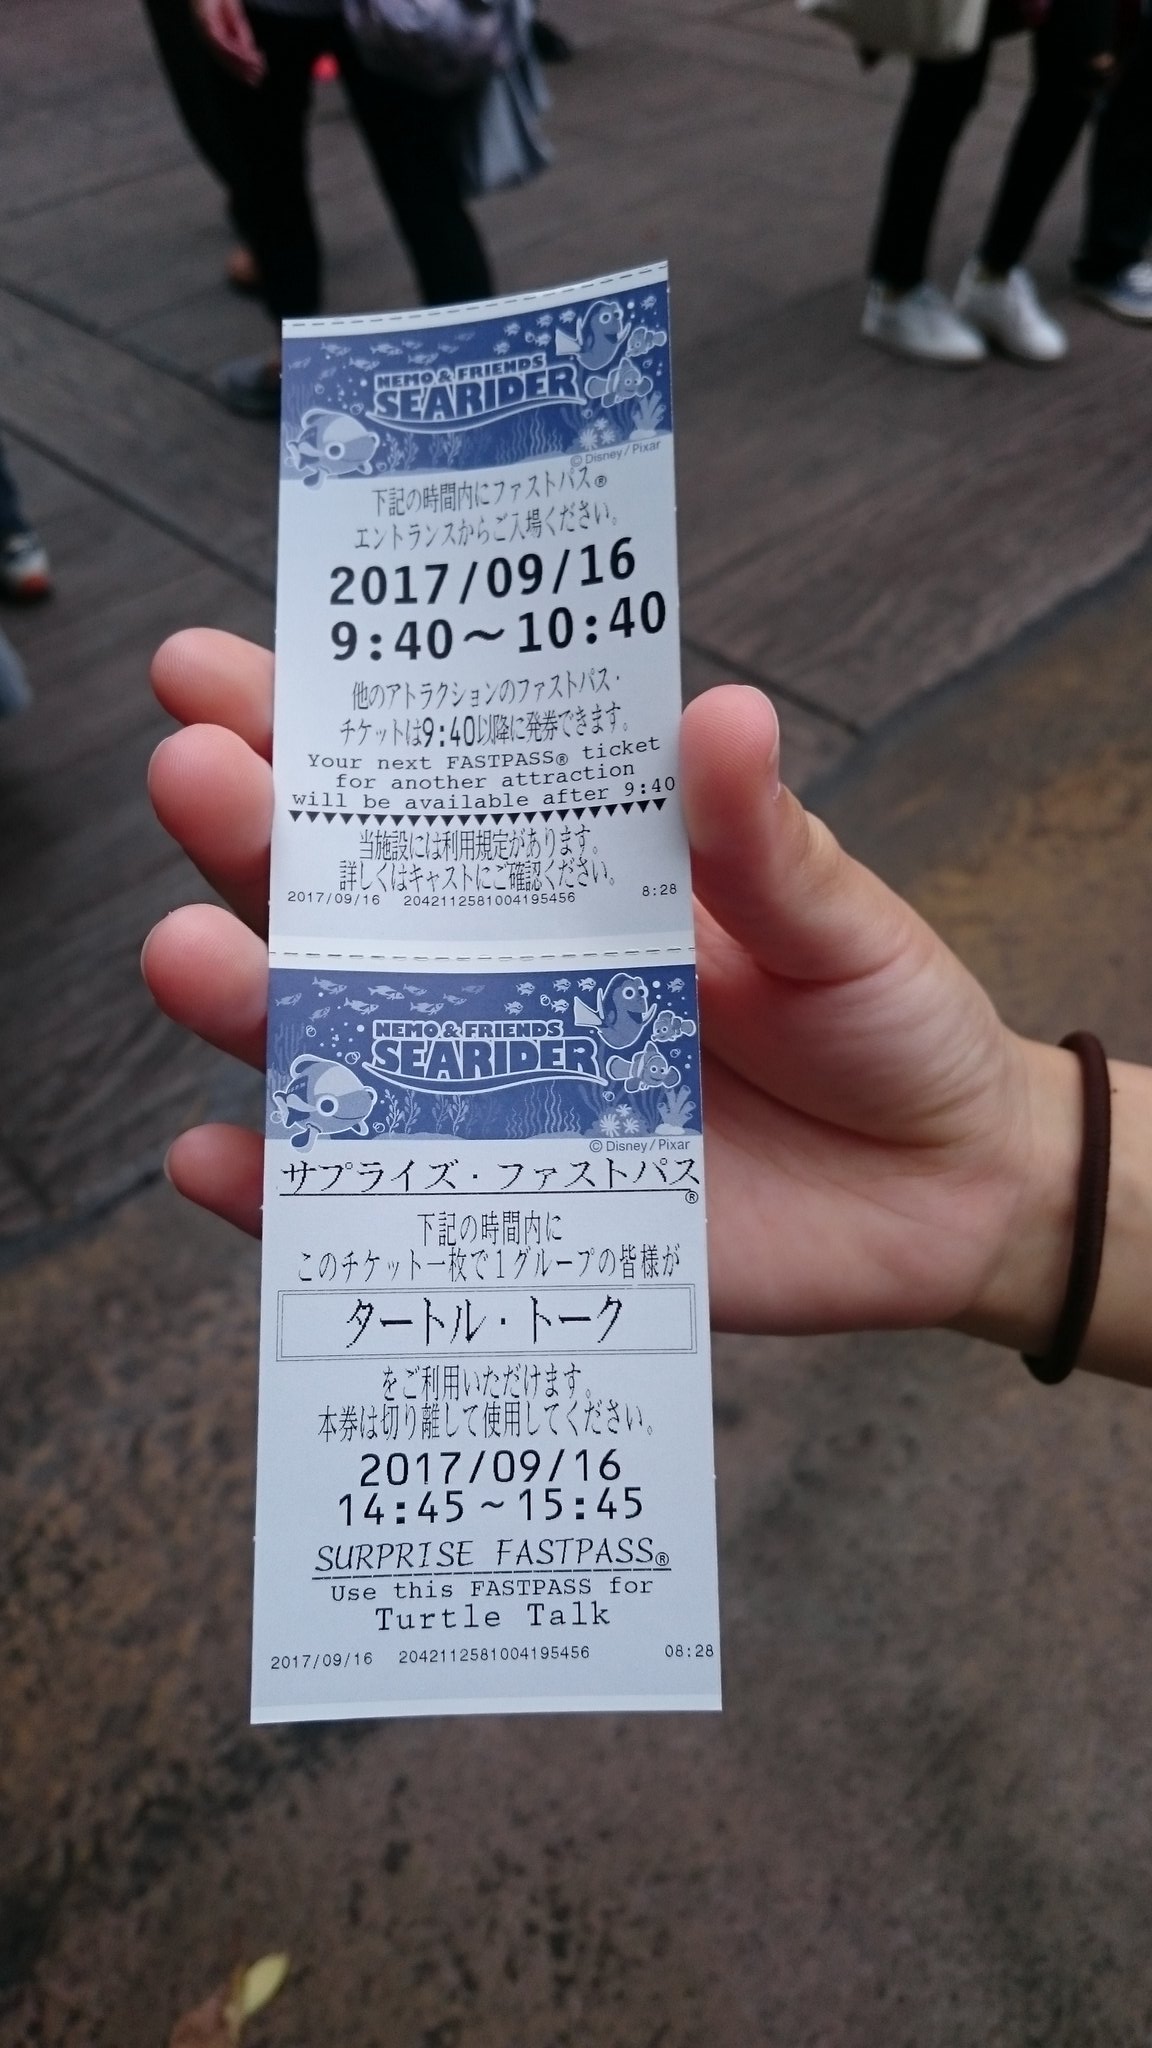 NEMO & FRIENDS
SEARIDER
© Disney/Pixar
下記の時間内にファストパス®
エントランスからご入場ください。
2017/09/16
9:40～10:40
他のアトラクションのファストパス・
チケットは9:40以降に発券できます。
Your next FASTPASS® ticket
for another attraction
will be available after 9:40
▼▼▼▼▼▼▼▼▼▼▼▼▼▼▼▼▼▼▼▼▼▼▼▼
当施設には利用規定があります。
詳しくはキャストにご確認ください。
2017/09/16 2042112581004195456 8:28
NEMO & FRIENDS
SEARIDER
© Disney/Pixar
サプライズ・ファストパス®
下記の時間内に
このチケット一枚で1グループの皆様が
タートル・トーク
をご利用いただけます。
本券は切り離して使用してください。
2017/09/16
14:45～15:45
SURPRISE FASTPASS®
Use this FASTPASS for
Turtle Talk
2017/09/16 2042112581004195456 08:28